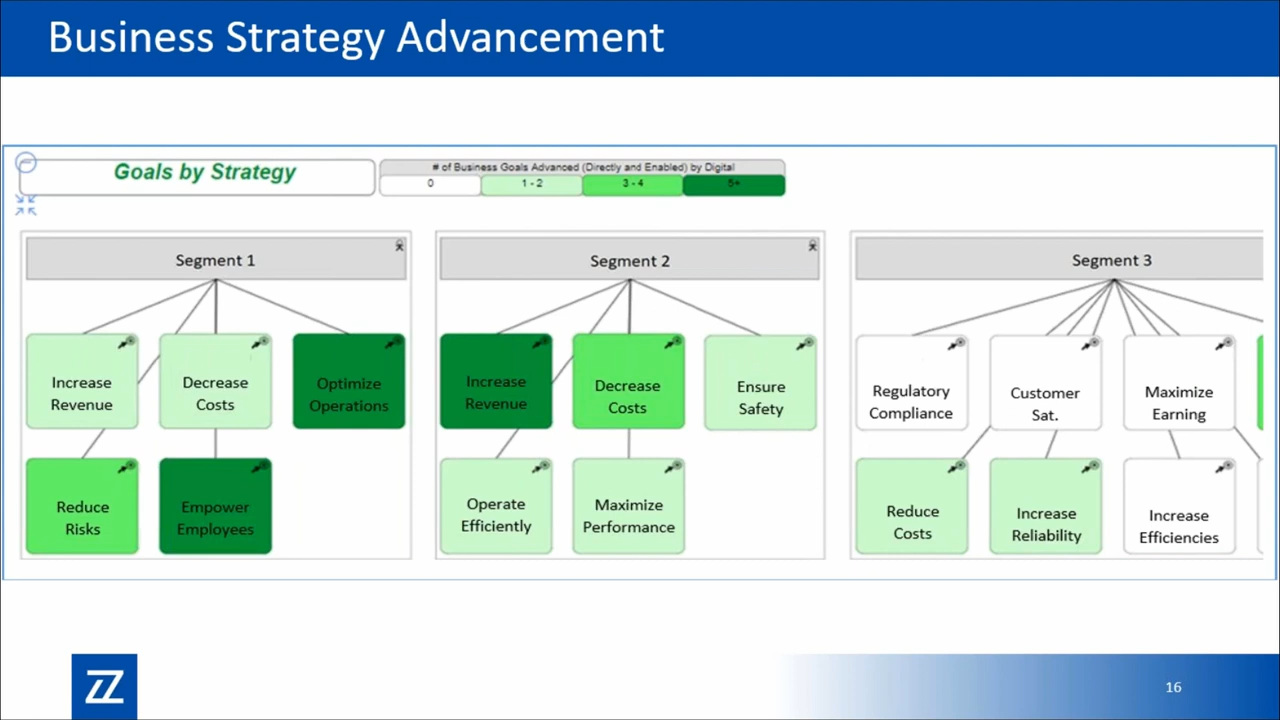 Business Strategy Advancement
Goals by Strategy
# of Business Goals Advanced (Directly and Enabled) by Digital
0
1 - 2
3 - 4
5+
Segment 1
Increase
Revenue
Decrease
Costs
Optimize
Operations
Reduce
Risks
Empower
Employees
Segment 2
Increase
Revenue
Decrease
Costs
Ensure
Safety
Operate
Efficiently
Maximize
Performance
Segment 3
Regulatory
Compliance
Customer
Sat.
Maximize
Earning
Reduce
Costs
Increase
Reliability
Increase
Efficiencies
ZZ
16